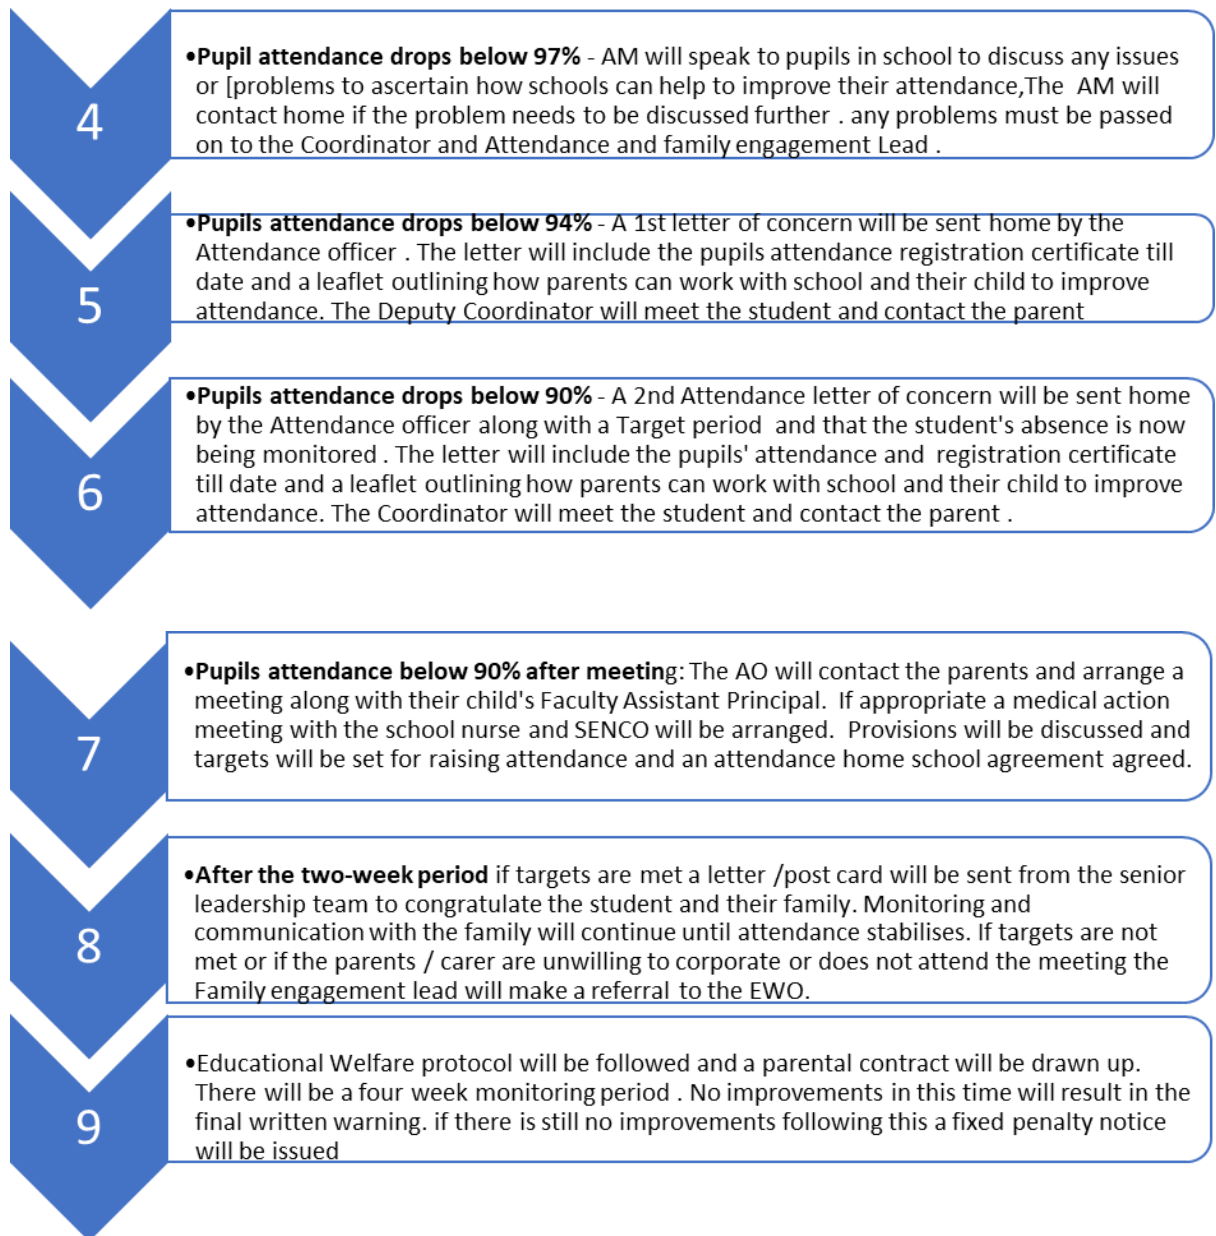 4
•Pupil attendance drops below 97% - AM will speak to pupils in school to discuss any issues
or [problems to ascertain how schools can help to improve their attendance,The AM will
contact home if the problem needs to be discussed further . any problems must be passed
on to the Coordinator and Attendance and family engagement Lead .
5
•Pupils attendance drops below 94% - A 1st letter of concern will be sent home by the
Attendance officer . The letter will include the pupils attendance registration certificate till
date and a leaflet outlining how parents can work with school and their child to improve
attendance. The Deputy Coordinator will meet the student and contact the parent
6
•Pupils attendance drops below 90% - A 2nd Attendance letter of concern will be sent home
by the Attendance officer along with a Target period and that the student's absence is now
being monitored . The letter will include the pupils' attendance and registration certificate
till date and a leaflet outlining how parents can work with school and their child to improve
attendance. The Coordinator will meet the student and contact the parent .
7
•Pupils attendance below 90% after meeting: The AO will contact the parents and arrange a
meeting along with their child's Faculty Assistant Principal. If appropriate a medical action
meeting with the school nurse and SENCO will be arranged. Provisions will be discussed and
targets will be set for raising attendance and an attendance home school agreement agreed.
8
•After the two-week period if targets are met a letter /post card will be sent from the senior
leadership team to congratulate the student and their family. Monitoring and
communication with the family will continue until attendance stabilises. If targets are not
met or if the parents / carer are unwilling to corporate or does not attend the meeting the
Family engagement lead will make a referral to the EWO.
9
•Educational Welfare protocol will be followed and a parental contract will be drawn up.
There will be a four week monitoring period . No improvements in this time will result in the
final written warning. if there is still no improvements following this a fixed penalty notice
will be issued